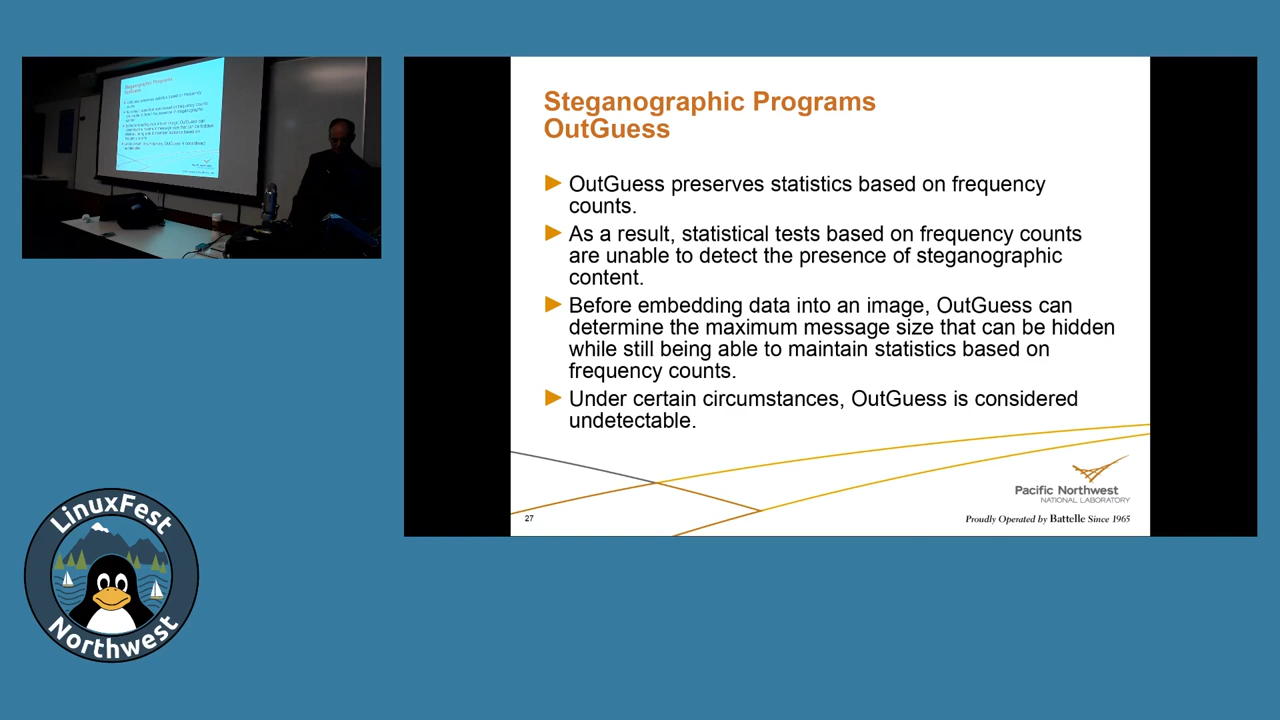 Steganographic Programs
OutGuess
OutGuess preserves statistics based on frequency
counts.
As a result, statistical tests based on frequency counts
are unable to detect the presence of steganographic
content.
Before embedding data into an image, OutGuess can
determine the maximum message size that can be hidden
while still being able to maintain statistics based on
frequency counts.
Under certain circumstances, OutGuess is considered
undetectable.
Pacific Northwest
NATIONAL LABORATORY
27
Proudly Operated by Battelle Since 1965
LinuxFest
Northwest